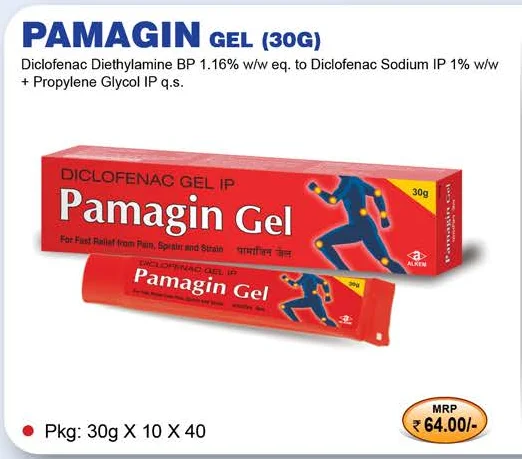 PAMAGIN GEL (30G)
Diclofenac Diethylamine BP 1.16% w/w eq. to Diclofenac Sodium IP 1% w/w
+ Propylene Glycol IP q.s.
DICLOFENAC GEL IP
30g
Pamagin Gel
For Fast Relief from Pain, Sprain and Strain पामाजिन जेल
Pamagin Gel
a
ALKEM
DICLOFENAC GEL IP
Pamagin Gel
30g
MRP
₹ 64.00/-
Pkg: 30g X 10 X 40